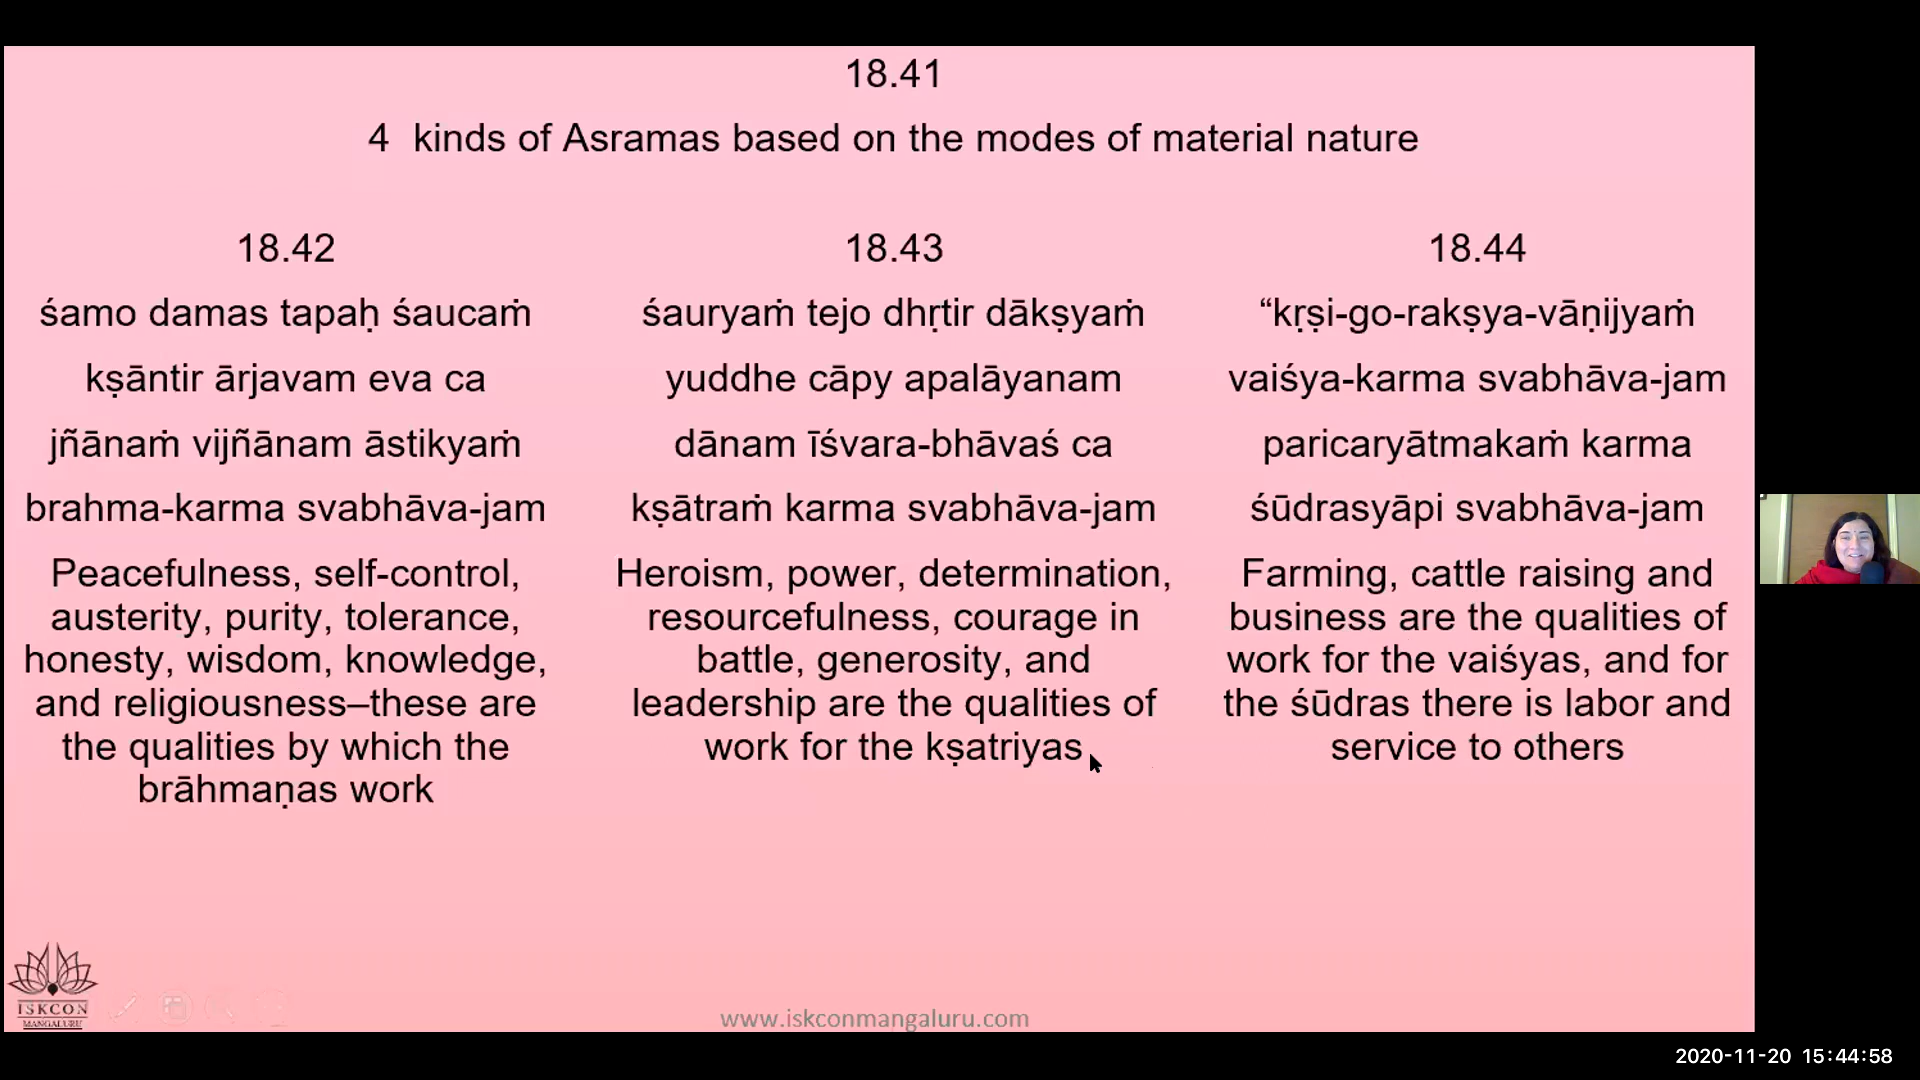 18.41
4 kinds of Asramas based on the modes of material nature
18.42
śamo damas tapaḥ śaucaṁ
kṣāntir ārjavam eva ca
jñānaṁ vijñānam āstikyaṁ
brahma-karma svabhāva-jam
Peacefulness, self-control,
austerity, purity, tolerance,
honesty, wisdom, knowledge,
and religiousness–these are
the qualities by which the
brāhmaṇas work
18.43
śauryaṁ tejo dhṛtir dākṣyaṁ
yuddhe cāpy apalāyanam
dānam īśvara-bhāvaś ca
kṣātraṁ karma svabhāva-jam
Heroism, power, determination,
resourcefulness, courage in
battle, generosity, and
leadership are the qualities of
work for the kṣatriyas
18.44
“kṛṣi-go-rakṣya-vāṇijyaṁ
vaiśya-karma svabhāva-jam
paricaryātmakaṁ karma
śūdrasyāpi svabhāva-jam
Farming, cattle raising and
business are the qualities of
work for the vaiśyas, and for
the śūdras there is labor and
service to others
ISKCON
MANGALURU
www.iskconmangaluru.com
2020-11-20 15:44:58